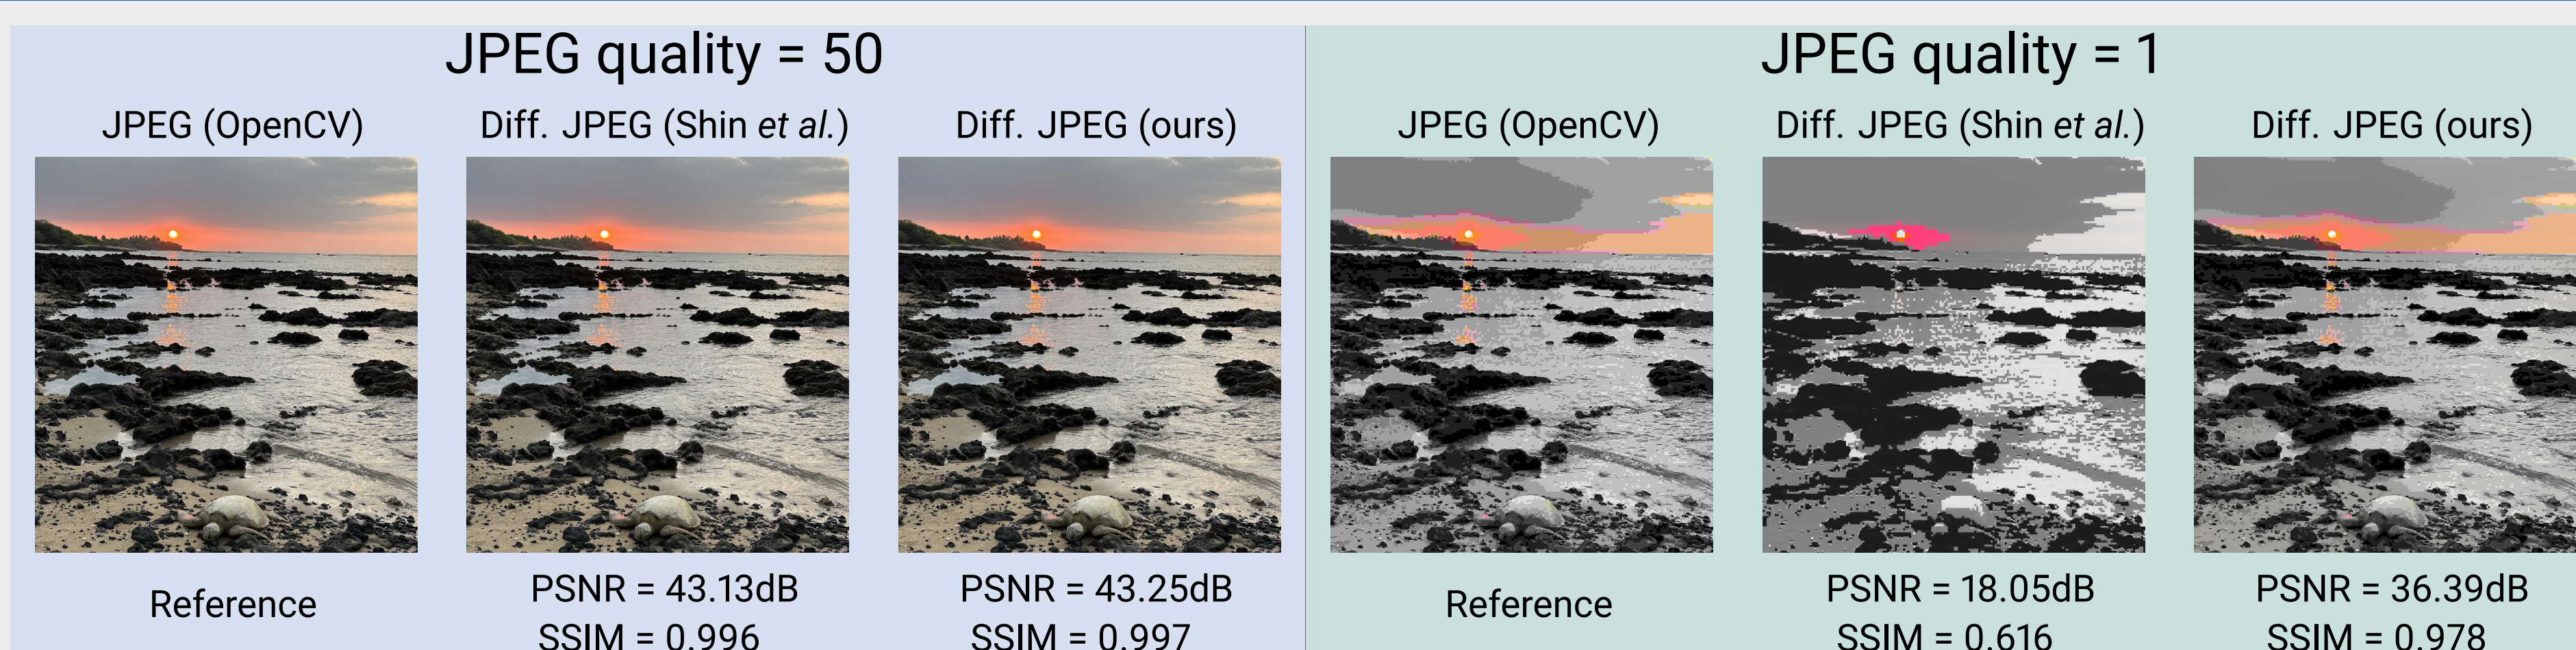 JPEG quality = 50
JPEG (OpenCV)
Diff. JPEG (Shin et al.)
Diff. JPEG (ours)
Reference
PSNR = 43.13dB
SSIM = 0.996
PSNR = 43.25dB
SSIM = 0.997
JPEG quality = 1
JPEG (OpenCV)
Diff. JPEG (Shin et al.)
Diff. JPEG (ours)
Reference
PSNR = 18.05dB
SSIM = 0.616
PSNR = 36.39dB
SSIM = 0.978